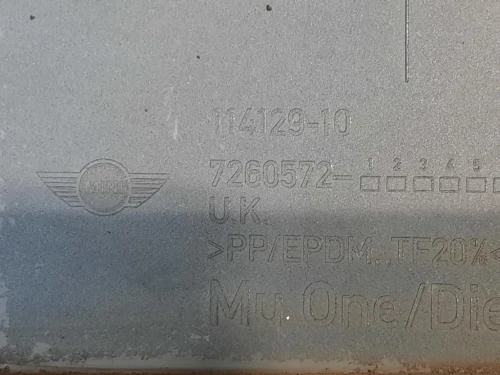 114129-10
1 2 3 4 5
7260572-
MINI
U.K.
>PP/EPDM..TF20%<
Mu One/Die